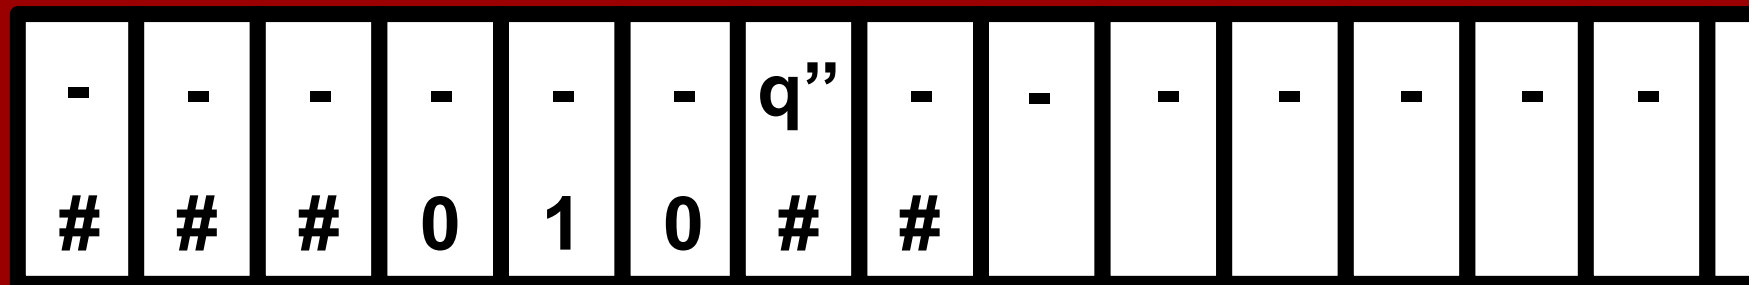 - - - - - - q” - - - - - - -
# # # 0 1 0 # #